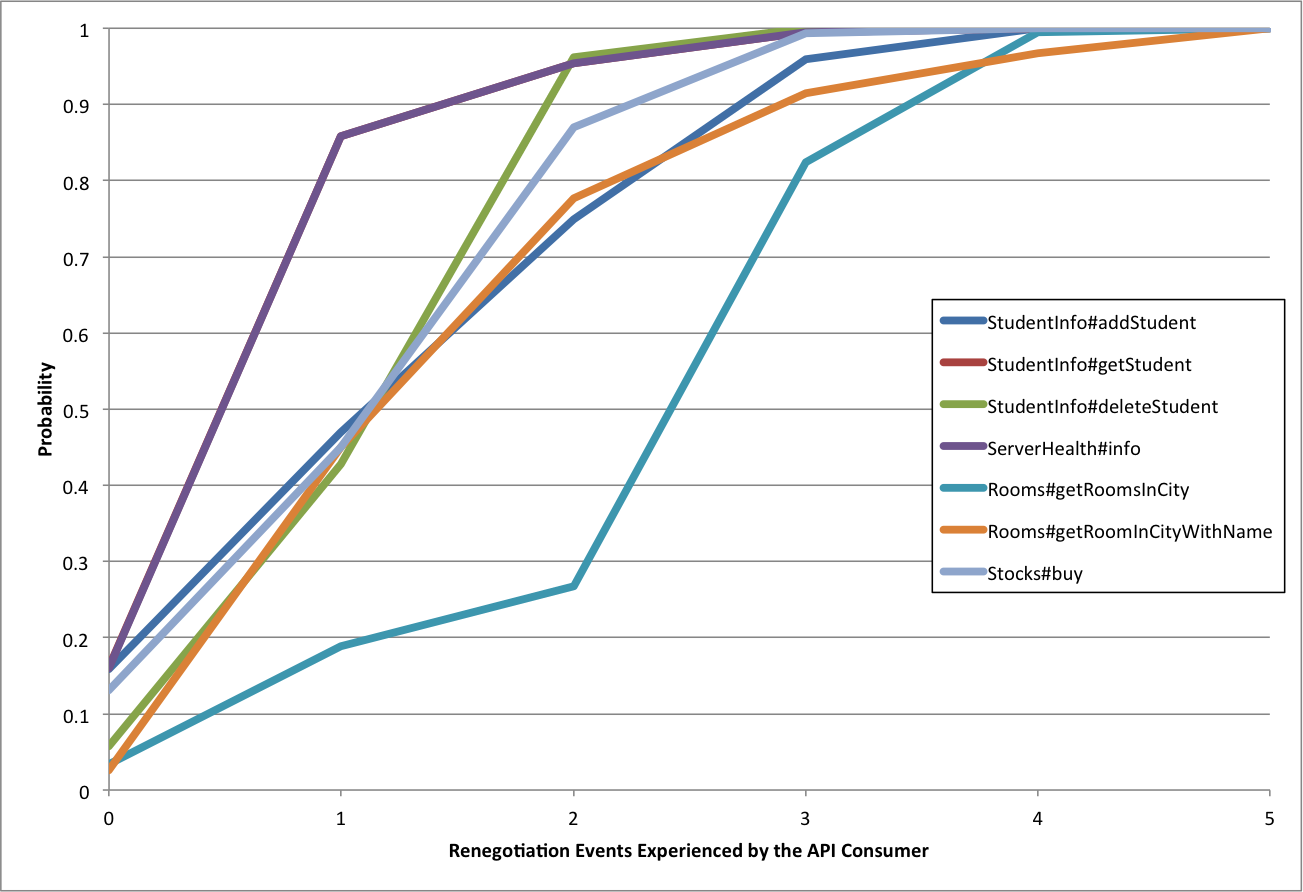 1
0.9
0.8
0.7
0.6
0.5
0.4
0.3
0.2
0.1
0
Probability
StudentInfo#addStudent
StudentInfo#getStudent
StudentInfo#deleteStudent
ServerHealth#info
Rooms#getRoomsInCity
Rooms#getRoomInCityWithName
Stocks#buy
0 1 2 3 4 5
Renegotiation Events Experienced by the API Consumer